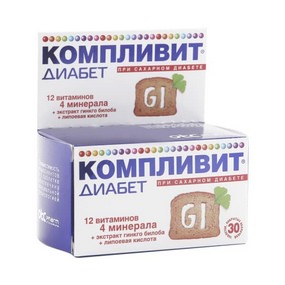 КОМПЛИВИТ®
ДИАБЕТ
ПРИ САХАРНОМ ДИАБЕТЕ
12 витаминов
4 минерала
+ экстракт гинкго билоба
+ липоевая кислота
GI
КОМПЛИВИТ®
ДИАБЕТ
ПРИ САХАРНОМ ДИАБЕТЕ
12 витаминов
4 минерала
+ экстракт гинкго билоба
+ липоевая кислота
GI
30